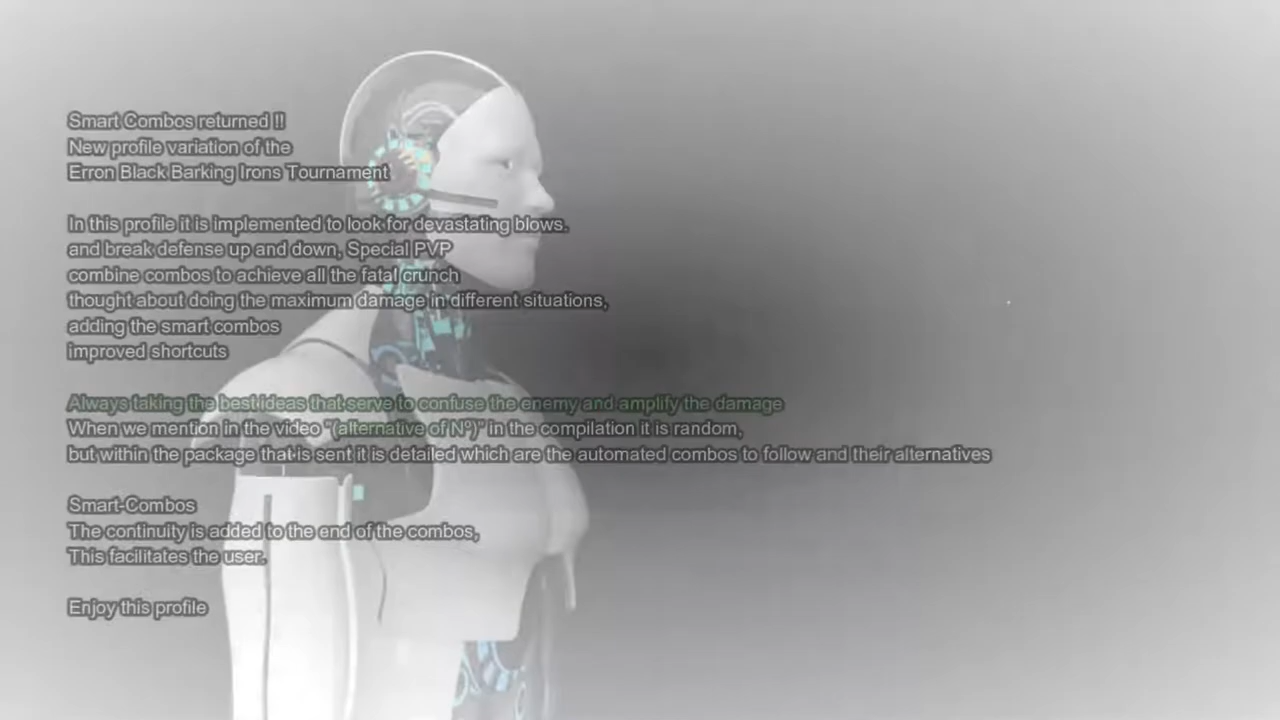 Smart Combos returned !!
New profile variation of the
Erron Black Barking Irons Tournament
In this profile it is implemented to look for devastating blows.
and break defense up and down, Special PVP
combine combos to achieve all the fatal crunch
thought about doing the maximum damage in different situations,
adding the smart combos
improved shortcuts
Always taking the best ideas that serve to confuse the enemy and amplify the damage
When we mention in the video "(alternative of Nº)" in the compilation it is random,
but within the package that is sent it is detailed which are the automated combos to follow and their alternatives
Smart-Combos
The continuity is added to the end of the combos,
This facilitates the user.
Enjoy this profile